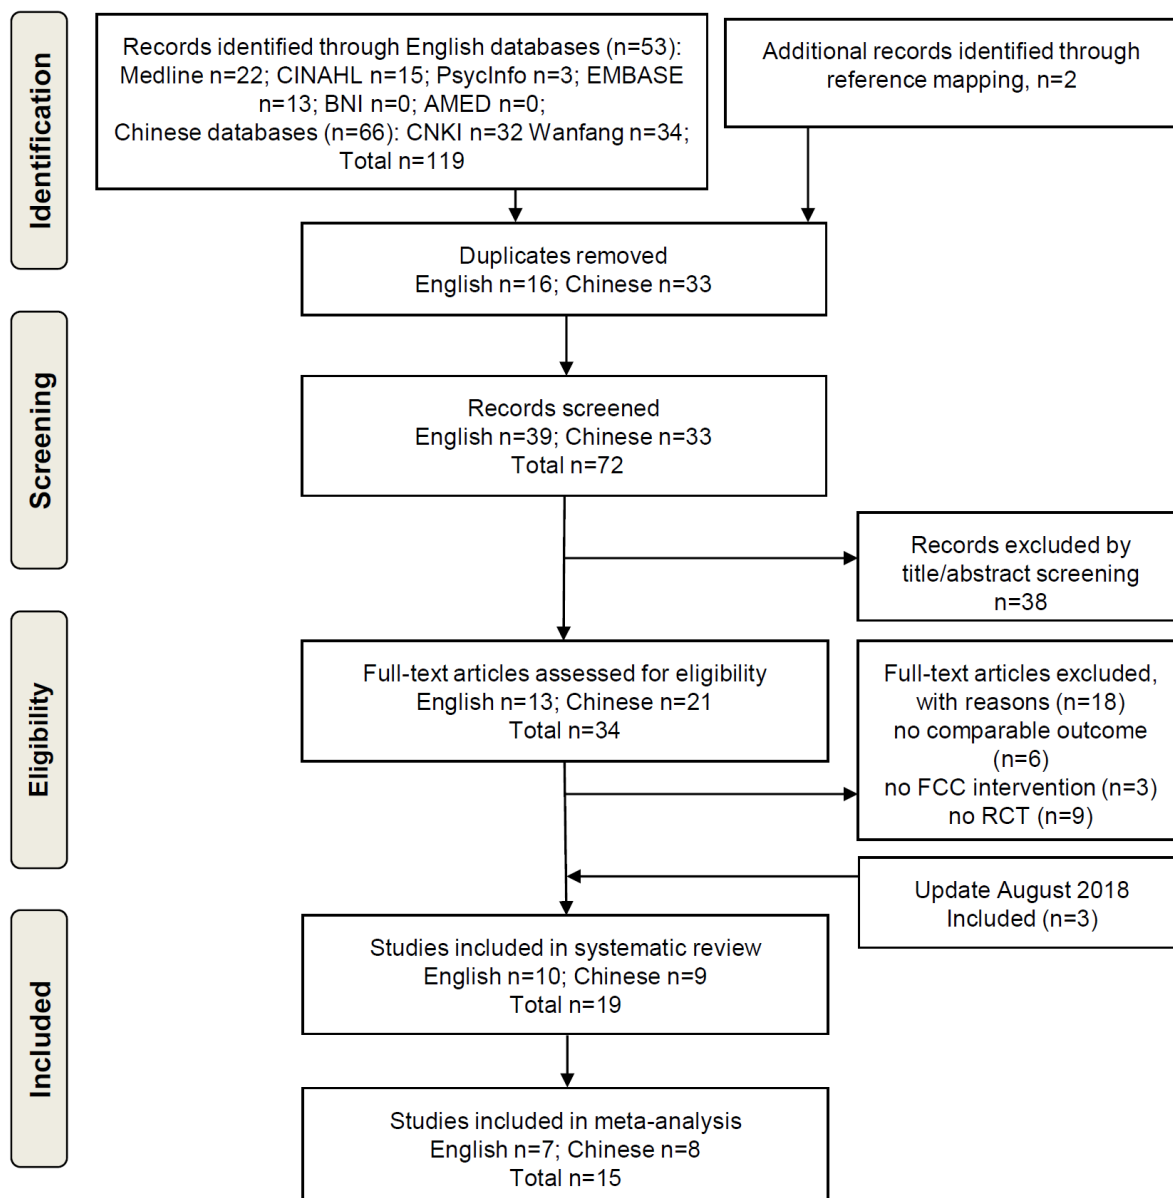 Identification
Records identified through English databases (n=53):
Medline n=22; CINAHL n=15; PsycInfo n=3; EMBASE
n=13; BNI n=0; AMED n=0;
Chinese databases (n=66): CNKI n=32 Wanfang n=34;
Total n=119
Additional records identified through
reference mapping, n=2
Duplicates removed
English n=16; Chinese n=33
Screening
Records screened
English n=39; Chinese n=33
Total n=72
Records excluded by
title/abstract screening
n=38
Eligibility
Full-text articles assessed for eligibility
English n=13; Chinese n=21
Total n=34
Full-text articles excluded,
with reasons (n=18)
no comparable outcome
(n=6)
no FCC intervention (n=3)
no RCT (n=9)
Update August 2018
Included (n=3)
Included
Studies included in systematic review
English n=10; Chinese n=9
Total n=19
Studies included in meta-analysis
English n=7; Chinese n=8
Total n=15